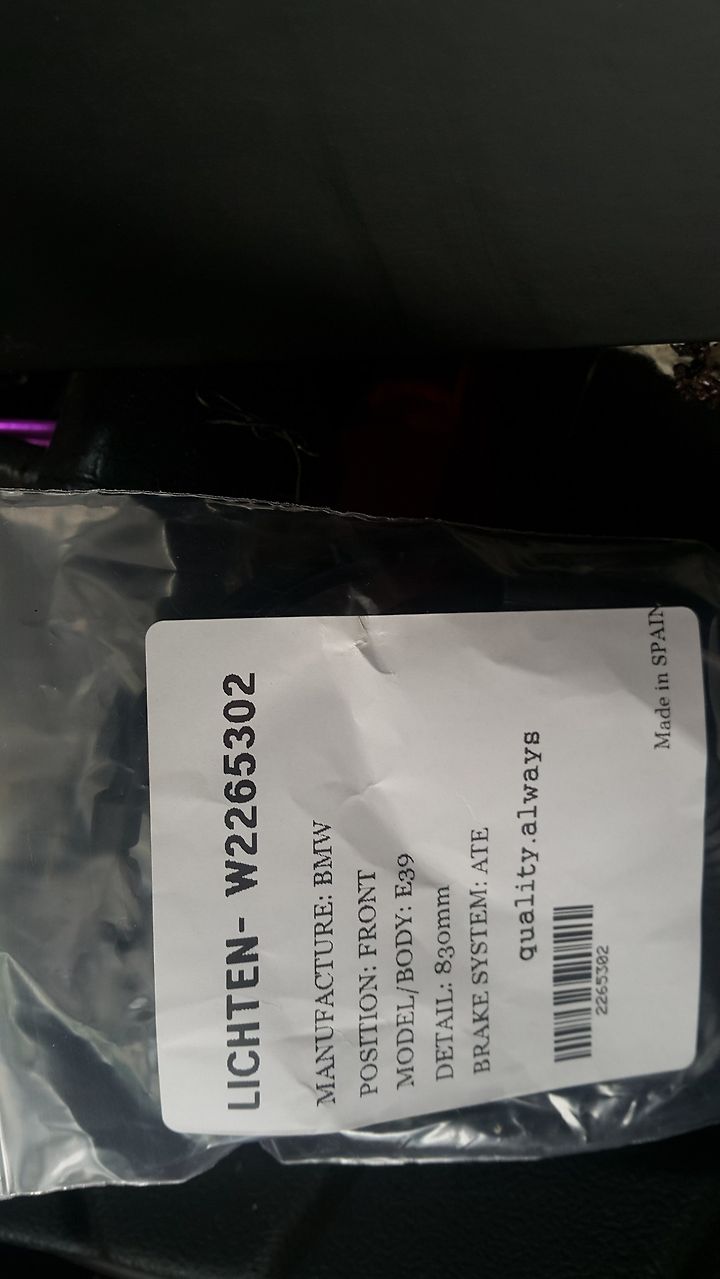 LICHTEN- W2265302
MANUFACTURE: BMW
POSITION: FRONT
MODEL/BODY: E39
DETAIL: 830mm
BRAKE SYSTEM: ATE
quality.always
2265302
Made in SPAIN